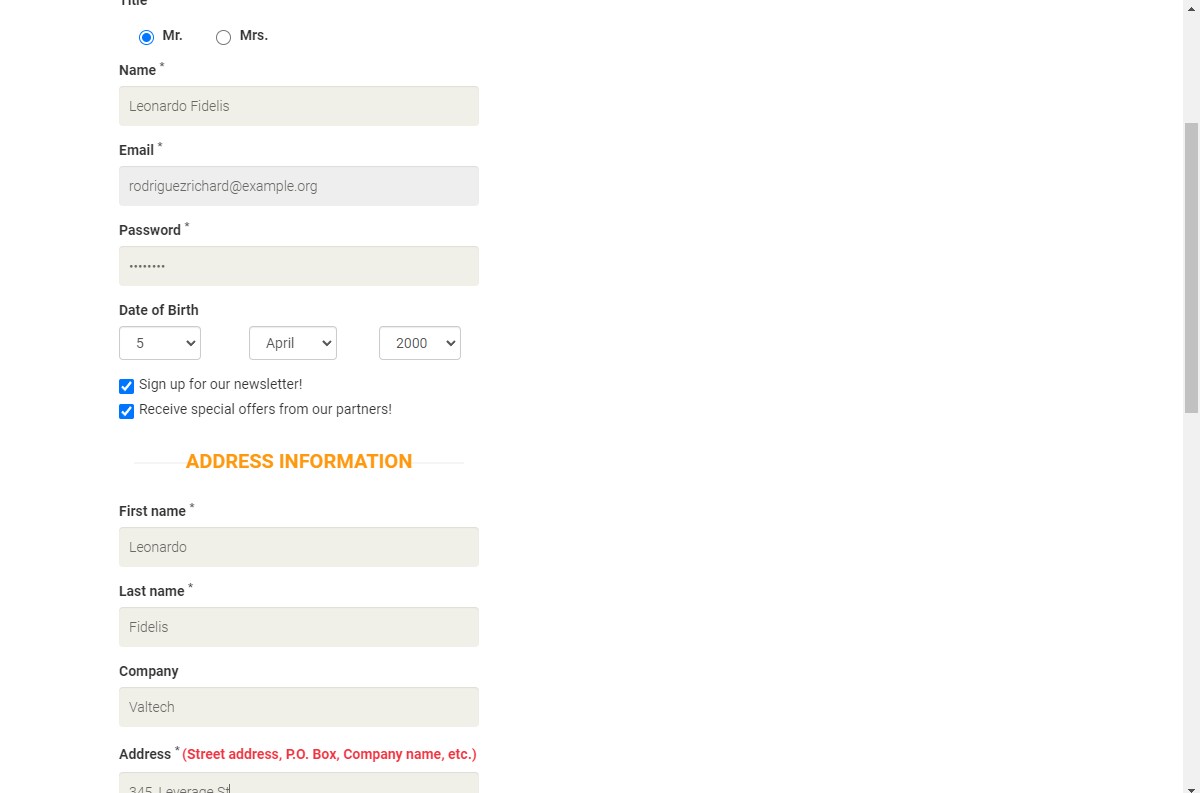 Title
Mr. Mrs.
Name *
Leonardo Fidelis
Email *
rodriguezrichard@example.org
Password *
••••••••
Date of Birth
5 April 2000
Sign up for our newsletter!
Receive special offers from our partners!
ADDRESS INFORMATION
First name *
Leonardo
Last name *
Fidelis
Company
Valtech
Address * (Street address, P.O. Box, Company name, etc.)
345, Leverage St